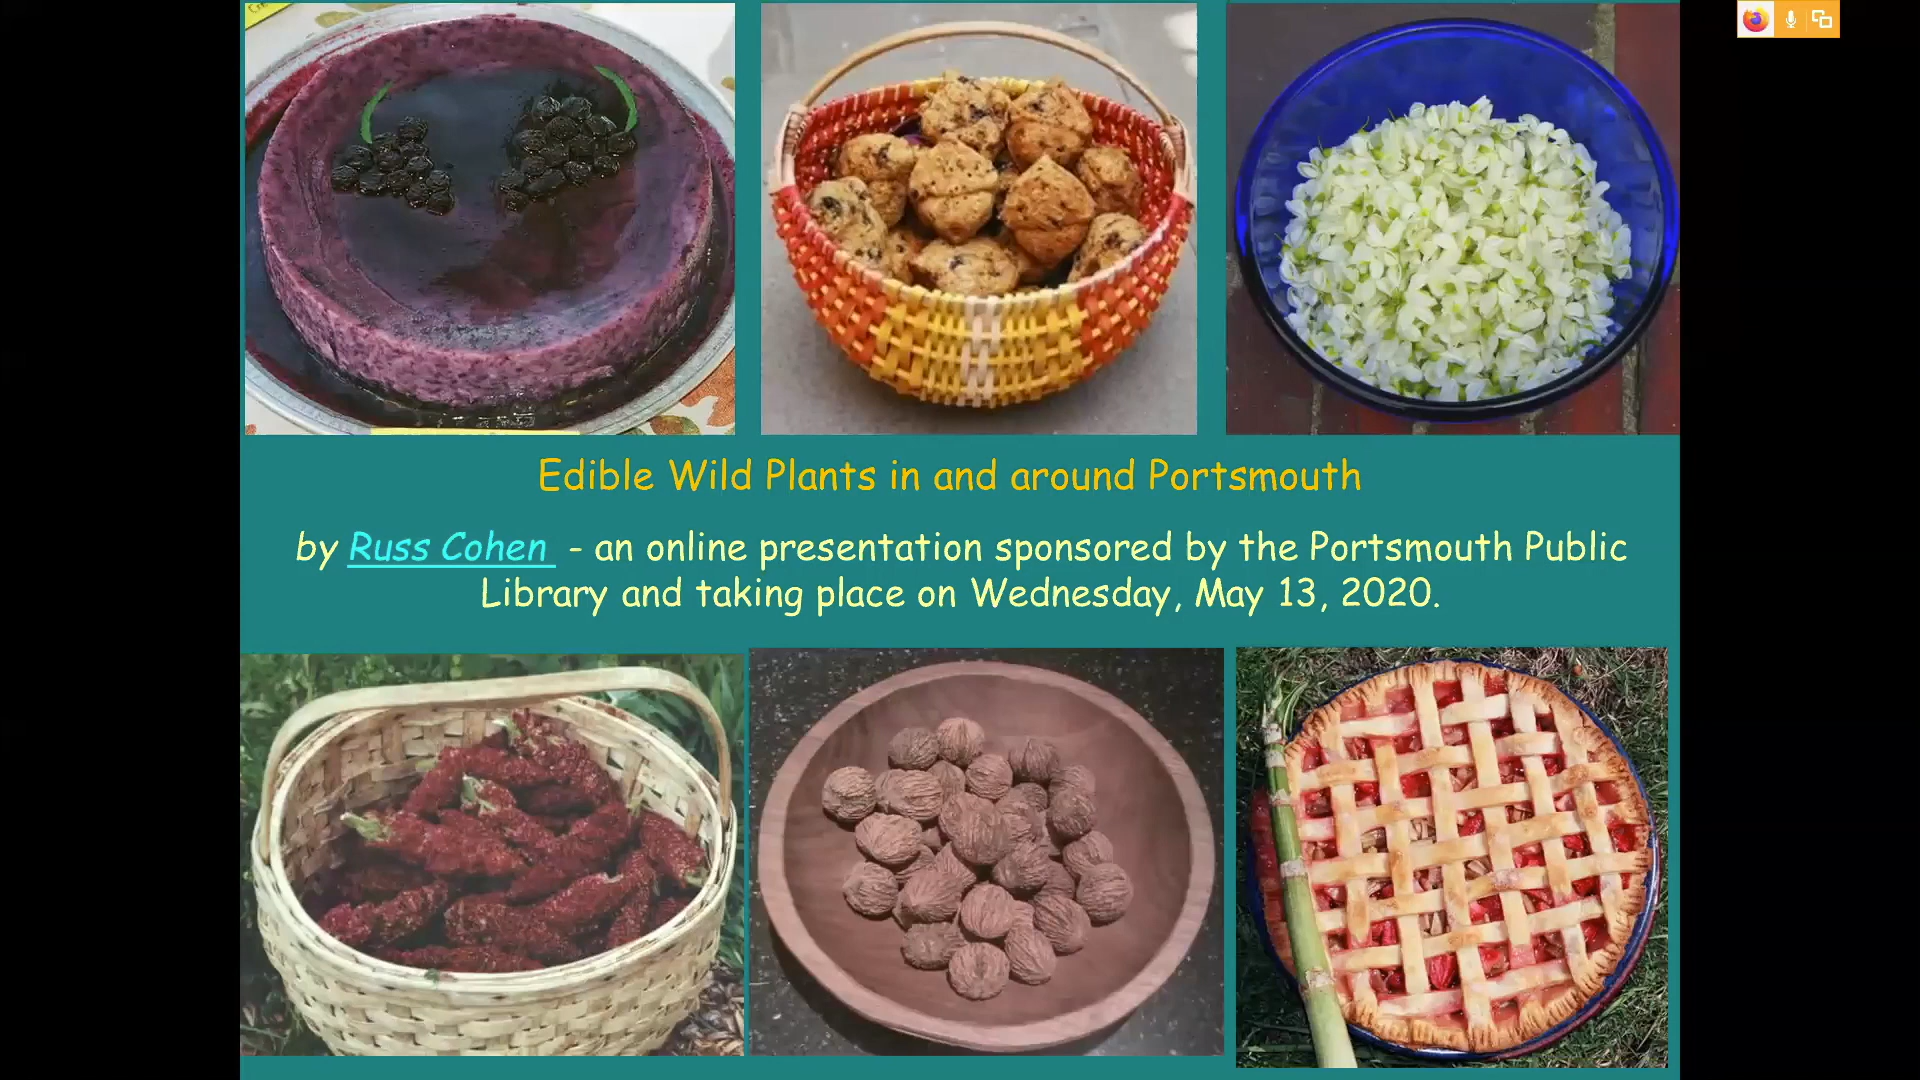 Edible Wild Plants in and around Portsmouth
by Russ Cohen - an online presentation sponsored by the Portsmouth Public
Library and taking place on Wednesday, May 13, 2020.